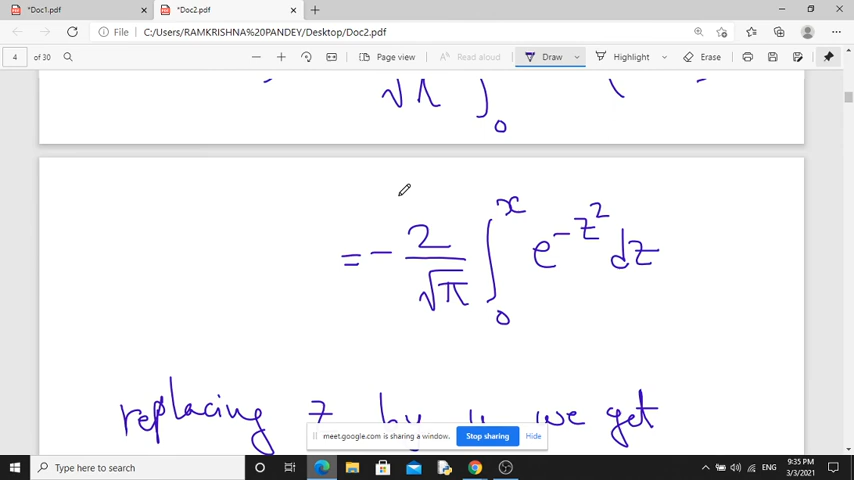 *Doc1.pdf
*Doc2.pdf
File C:/Users/RAMKRISHNA%20PANDEY/Desktop/Doc2.pdf
4 of 30 Page view Read aloud Draw Highlight Erase
√π ∫₀
= - 2/√π ∫₀ˣ e^{-z²} dz
replacing z by u we get
meet.google.com is sharing a window. Stop sharing Hide
Type here to search
ENG
9:35 PM
3/3/2021